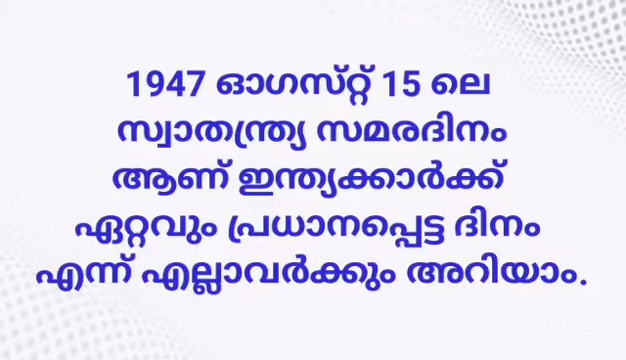 1947 ഓഗസ്റ്റ് 15 ലെ
സ്വാതന്ത്ര്യ സമരദിനം
ആണ് ഇന്ത്യക്കാർക്ക്
ഏറ്റവും പ്രധാനപ്പെട്ട ദിനം
എന്ന് എല്ലാവർക്കും അറിയാം.